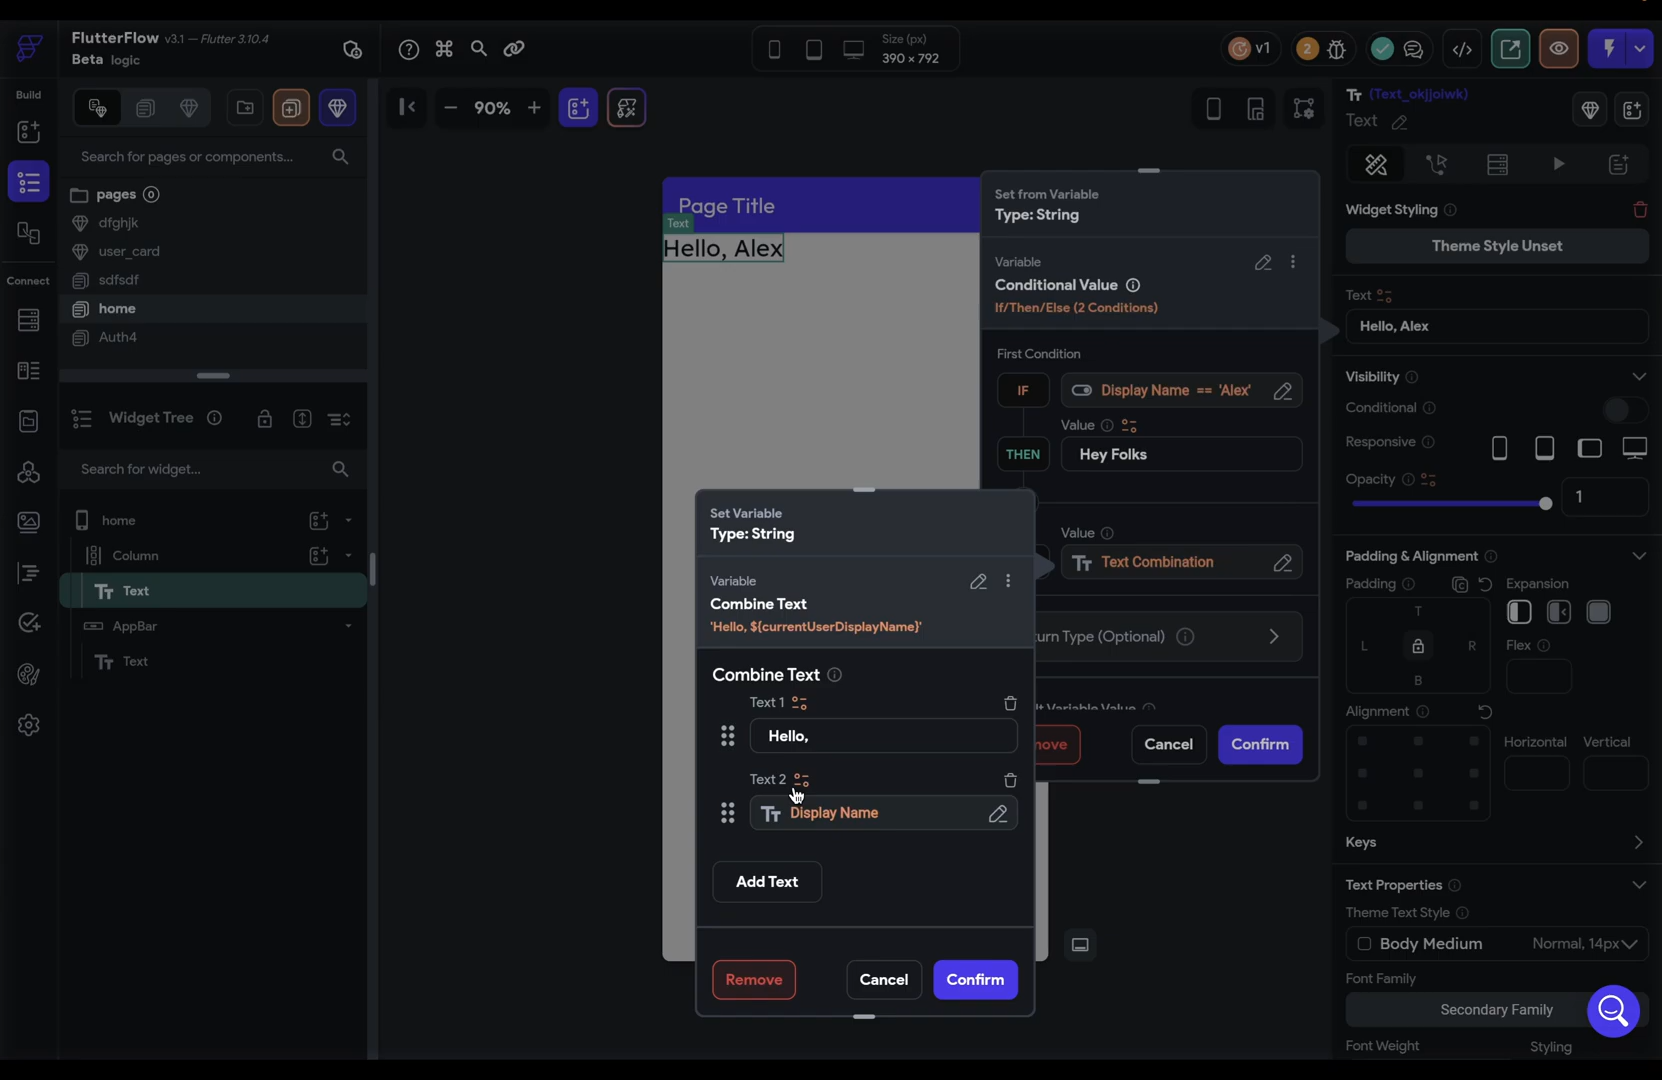 FlutterFlow v3.1 — Flutter 3.10.4
Beta logic
Size (px)
390 × 792
v1
2
Build
Connect
Search for pages or components...
pages 0
dfghjk
user_card
sdfsdf
home
Auth4
Widget Tree
Search for widget...
home
Column
Text
AppBar
Text
90%
Page Title
Text
Hello, Alex
Set from Variable
Type: String
Variable
Conditional Value
If/Then/Else (2 Conditions)
First Condition
IF
Display Name == 'Alex'
Value
THEN
Hey Folks
Value
Text Combination
Type (Optional)
Variable Value
Cancel
Confirm
Set Variable
Type: String
Variable
Combine Text
'Hello, ${currentUserDisplayName}'
Combine Text
Text 1
Hello,
Text 2
Display Name
Add Text
Remove
Cancel
Confirm
(Text_okjjoiwk)
Text
Widget Styling
Theme Style Unset
Text
Hello, Alex
Visibility
Conditional
Responsive
Opacity
1
Padding & Alignment
Padding
Expansion
T
L
R
B
Flex
Alignment
Horizontal
Vertical
Keys
Text Properties
Theme Text Style
Body Medium
Normal, 14px
Font Family
Secondary Family
Font Weight
Styling